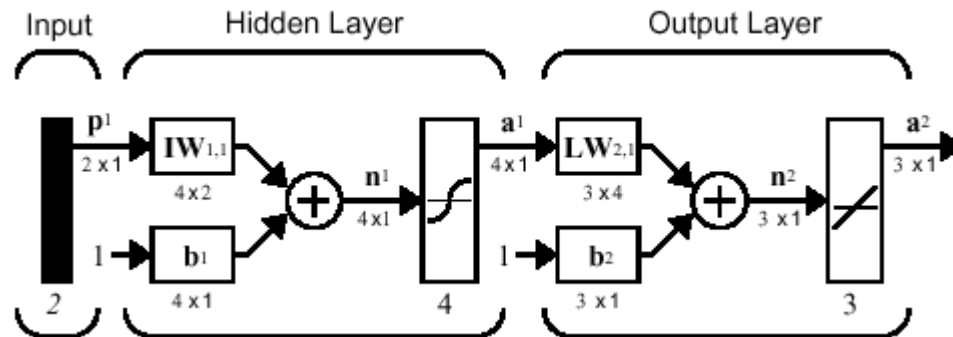 Input Hidden Layer Output Layer
p1 a1 a2
IW1,1 LW2,1
2 x 1 n1 4 x 1 n2 3 x 1
4 x 2 3 x 4
4 x 1 3 x 1
1 b1 1 b2
4 x 1 3 x 1
2 4 3